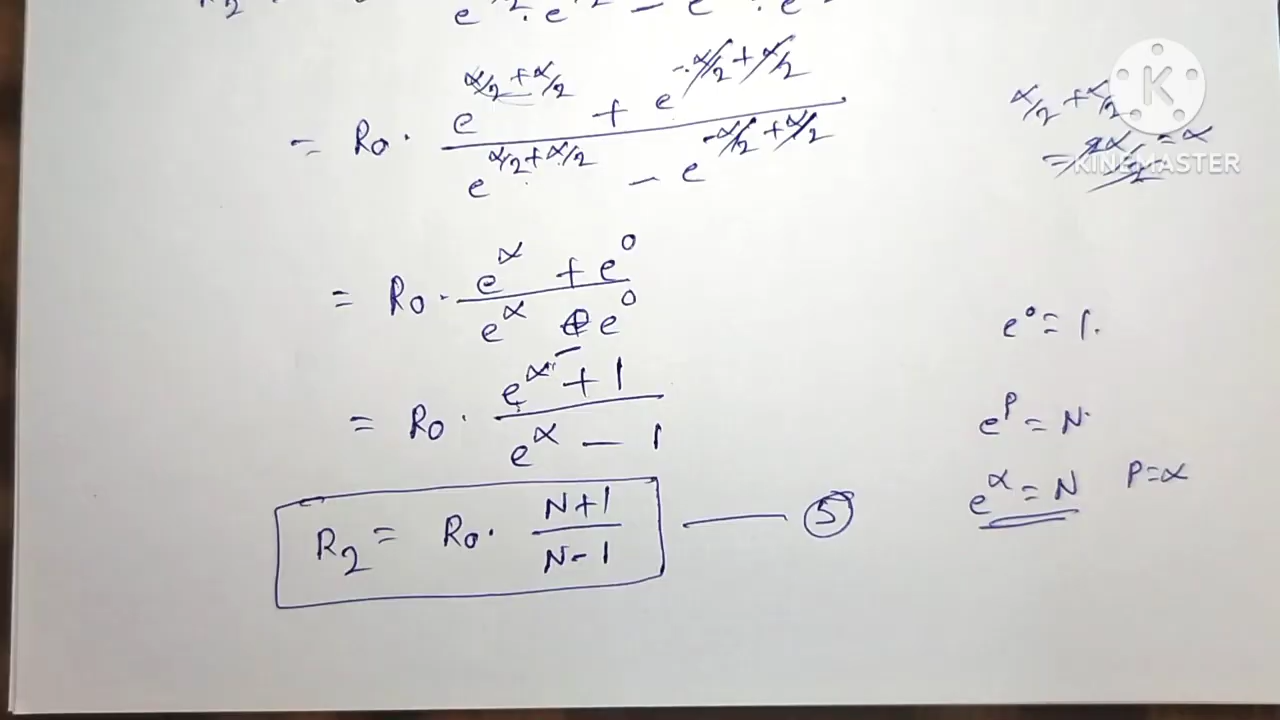 = R0 · (e^(α/2+α/2) + e^(-α/2+α/2)) / (e^(α/2+α/2) - e^(-α/2+α/2))
α/2 + α/2
= 2α/2 = α
K
KINEMASTER
= R0 · (e^α + e^0) / (e^α - e^0)
e^0 = 1.
= R0 · (e^α + 1) / (e^α - 1)
e^P = N
e^α = N P=α
R2 = R0 · (N+1) / (N-1) —— ⑤